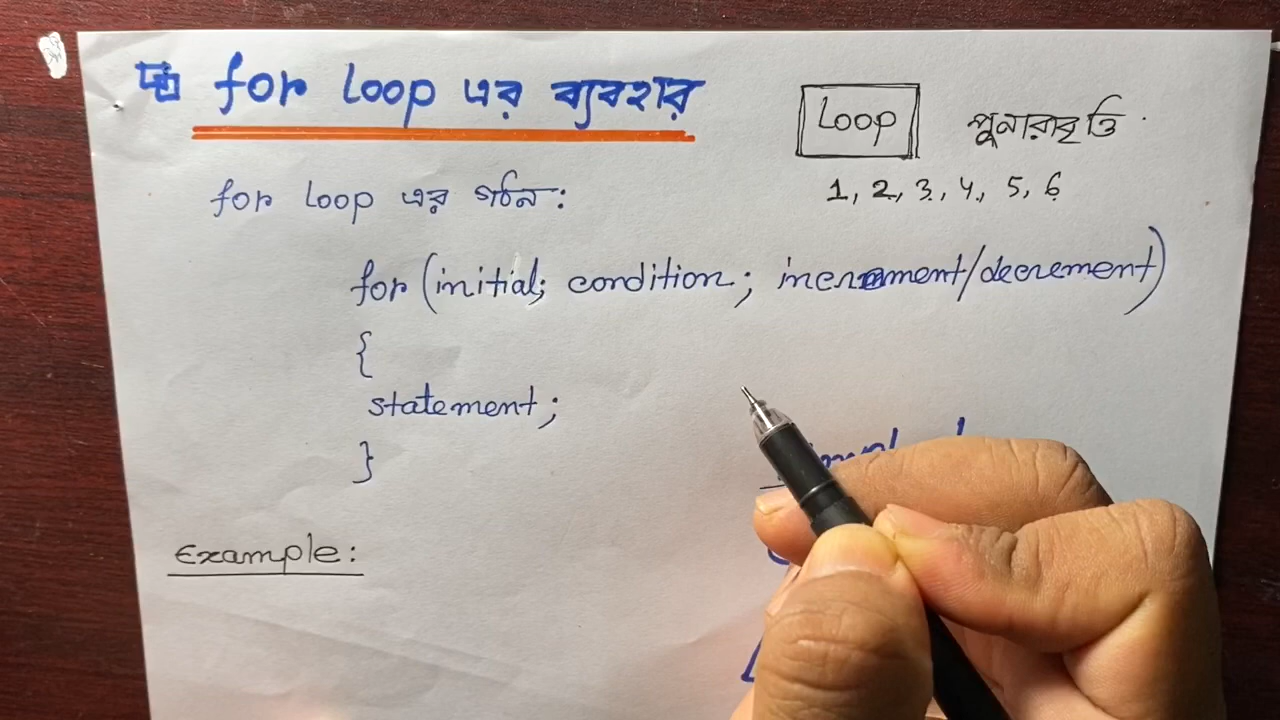 for Loop এর ব্যবহার
Loop পুনারাবৃত্তি
1, 2, 3, 4, 5, 6
for loop এর গঠন:
for (initial; condition; increment/decrement)
{
statement;
}
Example: